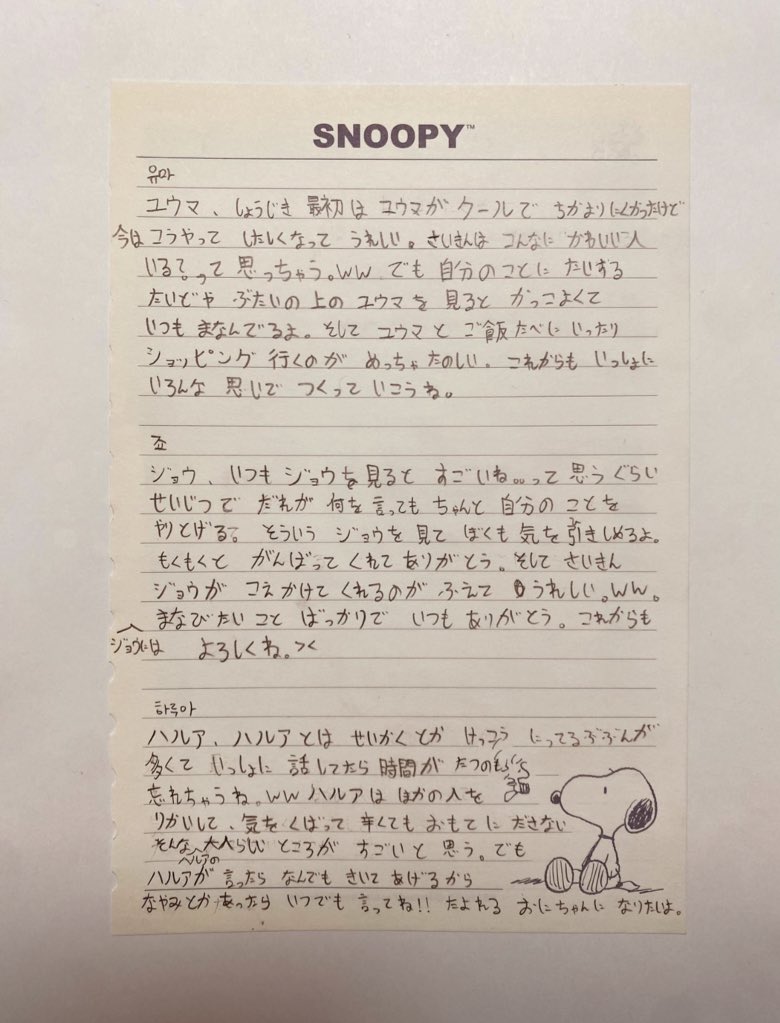 SNOOPY™
유마
ユウマ、しょうじき 最初は ユウマが クールで ちかよりにくかったけど
今は コうやって したしくなって うれしい。さいきんは こんなに かわいい人
いる?って 思っちゃう。ww でも 自分のことに たいする
たいどや ぶたいの上の ユウマを 見ると かっこよくて
いつも まなんでるよ。そして ユウマと ご飯たべに いったり
ショッピング 行くのが めっちゃ たのしい。これからも いっしょに
いろんな 思いで つくって いこうね。
죠
ジョウ、いつも ジョウを見ると すごいね。。って 思う ぐらい
せいじつで だれが 何を言っても ちゃんと 自分の ことを
やりとげる。そういう ジョウを見て ぼくも 気を引きしめるよ。
もくもくと がんばって くれて ありがとう。そして さいきん
ジョウが コえかけて くれるのが ふえて うれしい。ww。
まなびたい こと ばっかりで いつも ありがとう。これからも
ジョウには よろしくね。><
하루아
ハルア、ハルアとは せいかくとか けっこう にってるぶぶんが
多くて いっしょに 話してたら 時間が たつのも
忘れちゃうね。ww ハルアは ほかの人を
りかいして、気をくばって 辛くても おもてに ださない
そんな 大人らしい ところが すごいと 思う。でも
ハルアの
ハルアが 言ったら なんでも きいて あげるから
なやみとか あったら いつでも 言ってね!! たよれる おにちゃんに なりたいよ。